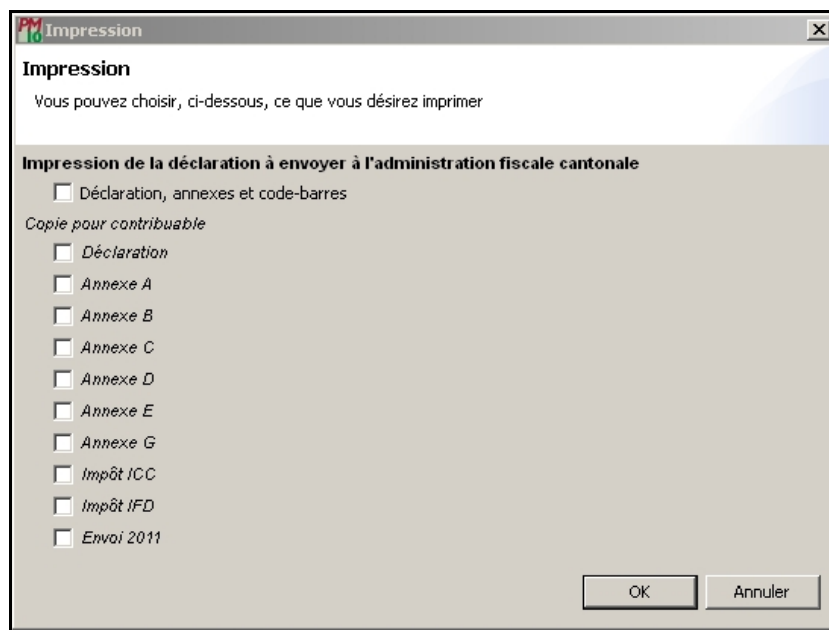 PM 10 Impression
Impression
Vous pouvez choisir, ci-dessous, ce que vous désirez imprimer
Impression de la déclaration à envoyer à l'administration fiscale cantonale
Déclaration, annexes et code-barres
Copie pour contribuable
Déclaration
Annexe A
Annexe B
Annexe C
Annexe D
Annexe E
Annexe G
Impôt ICC
Impôt IFD
Envoi 2011
OK Annuler